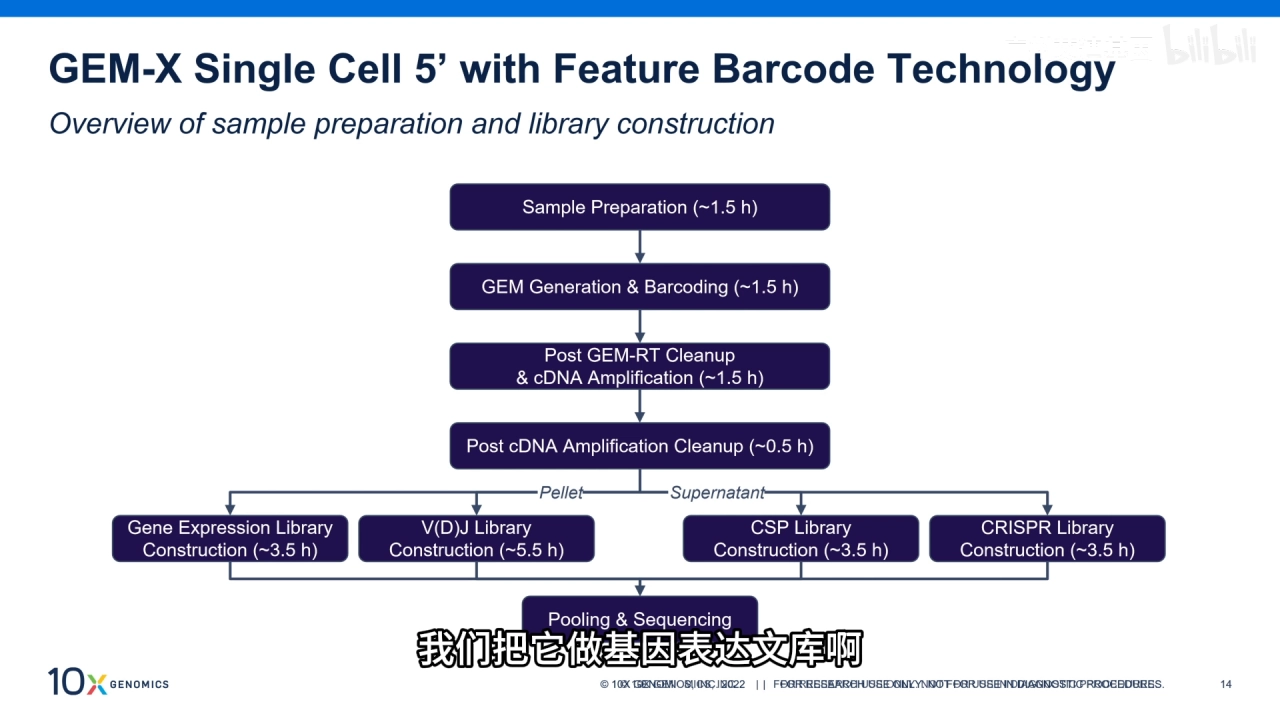 bilibili
GEM-X Single Cell 5’ with Feature Barcode Technology
Overview of sample preparation and library construction
Sample Preparation (~1.5 h)
GEM Generation & Barcoding (~1.5 h)
Post GEM-RT Cleanup
& cDNA Amplification (~1.5 h)
Post cDNA Amplification Cleanup (~0.5 h)
Pellet
Supernatant
Gene Expression Library
Construction (~3.5 h)
V(D)J Library
Construction (~5.5 h)
CSP Library
Construction (~3.5 h)
CRISPR Library
Construction (~3.5 h)
Pooling & Sequencing
我们把它做基因表达文库啊
10x GENOMICS
14